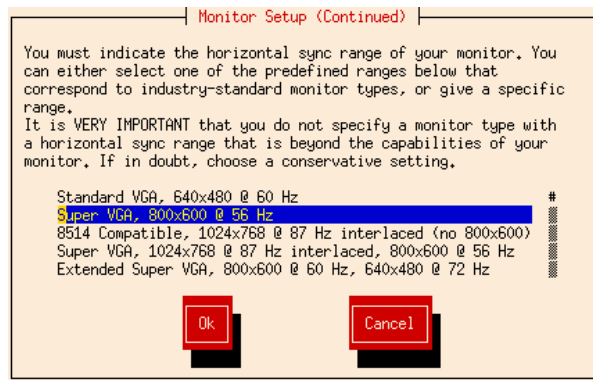 Monitor Setup (Continued)
You must indicate the horizontal sync range of your monitor. You
can either select one of the predefined ranges below that
correspond to industry-standard monitor types, or give a specific
range.
It is VERY IMPORTANT that you do not specify a monitor type with
a horizontal sync range that is beyond the capabilities of your
monitor. If in doubt, choose a conservative setting.
Standard VGA, 640x480 @ 60 Hz #
Super VGA, 800x600 @ 56 Hz
8514 Compatible, 1024x768 @ 87 Hz interlaced (no 800x600)
Super VGA, 1024x768 @ 87 Hz interlaced, 800x600 @ 56 Hz
Extended Super VGA, 800x600 @ 60 Hz, 640x480 @ 72 Hz
Ok Cancel